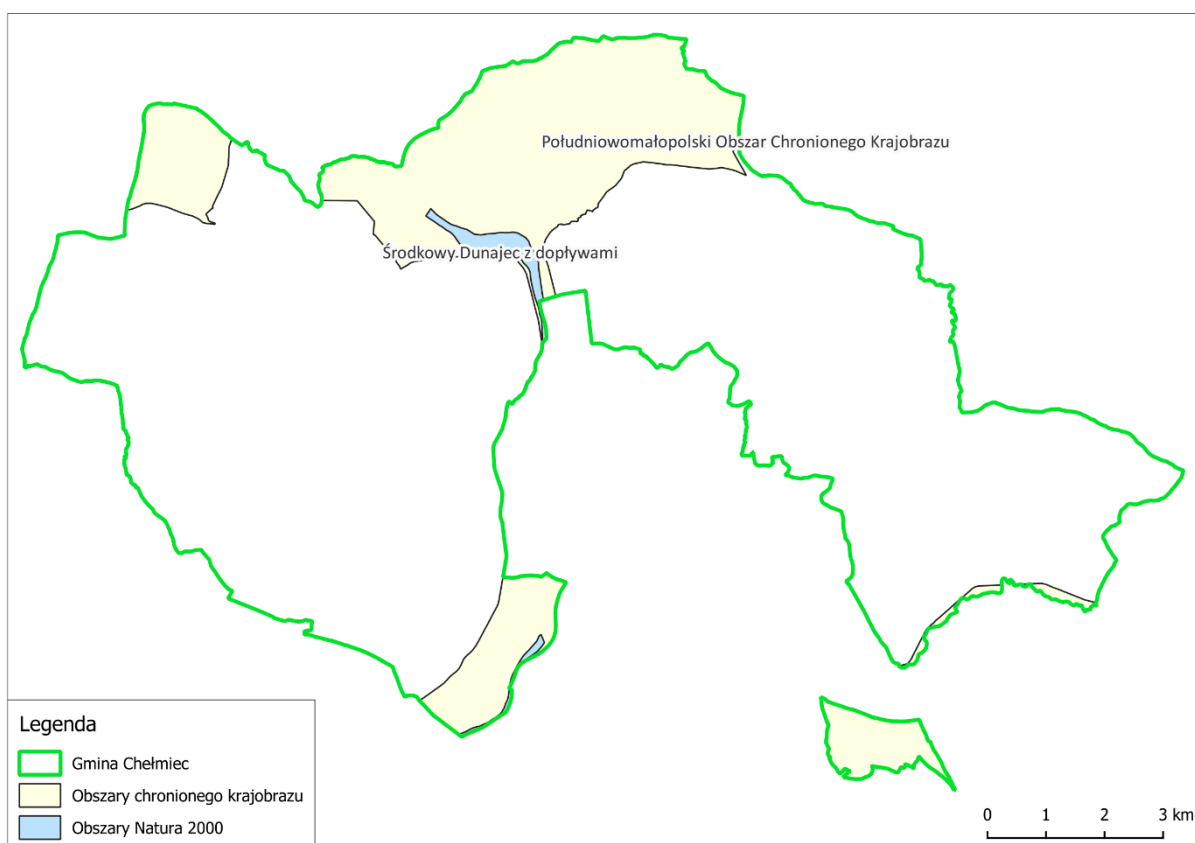 Południowomałopolski Obszar Chronionego Krajobrazu
Środkowy Dunajec z dopływami
Legenda
Gmina Chełmiec
Obszary chronionego krajobrazu
Obszary Natura 2000
0 1 2 3 km